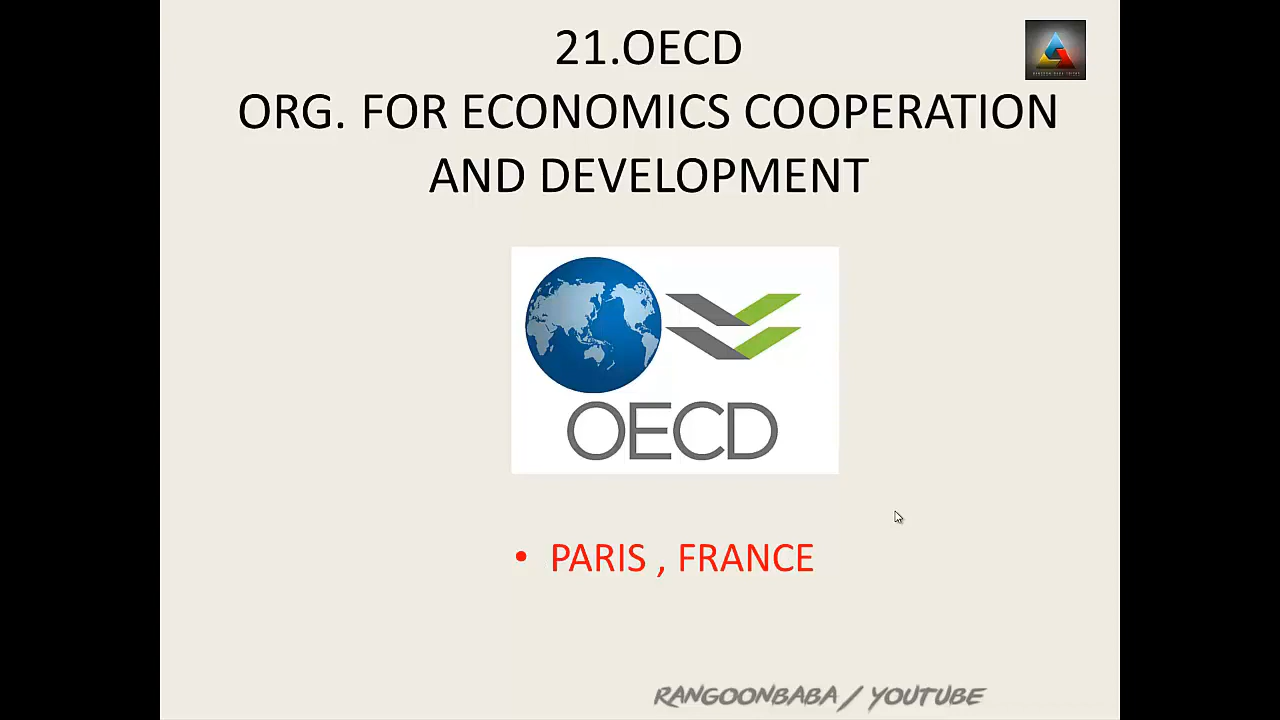 21.OECD
ORG. FOR ECONOMICS COOPERATION
AND DEVELOPMENT
OECD
• PARIS , FRANCE
RANGOONBABA / YOUTUBE